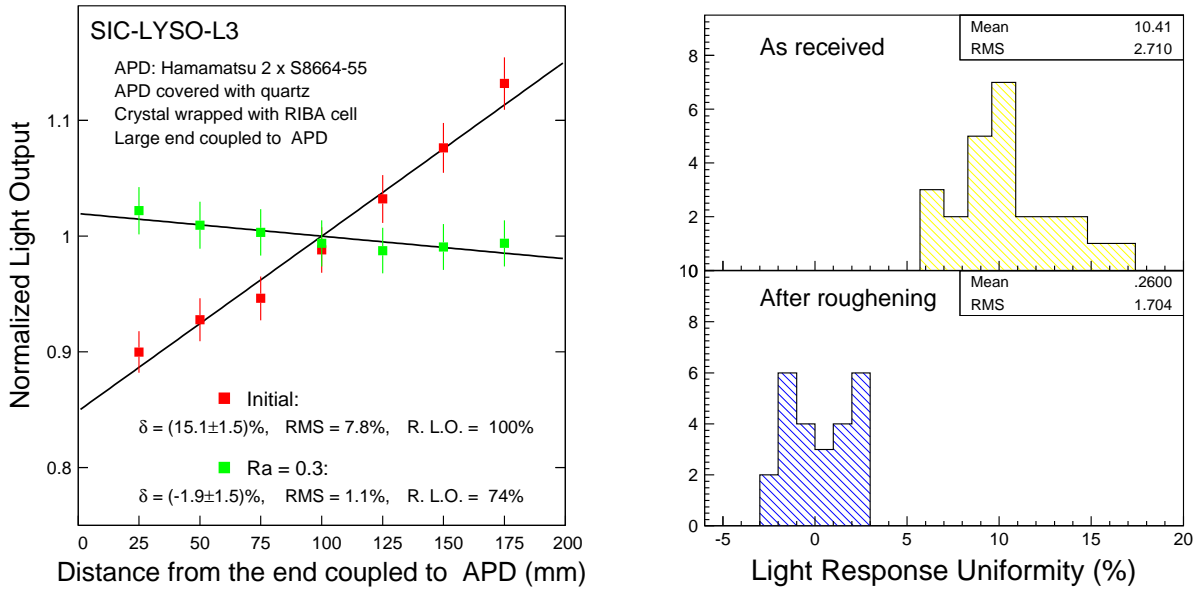 SIC-LYSO-L3
APD: Hamamatsu 2 x S8664-55
APD covered with quartz
Crystal wrapped with RIBA cell
Large end coupled to APD
Normalized Light Output
1.1
1
0.9
0.8
Initial:
δ = (15.1±1.5)%, RMS = 7.8%, R. L.O. = 100%
Ra = 0.3:
δ = (-1.9±1.5)%, RMS = 1.1%, R. L.O. = 74%
0 25 50 75 100 125 150 175 200
Distance from the end coupled to APD (mm)
As received
Mean 10.41
RMS 2.710
8
6
4
2
0
After roughening
Mean .2600
RMS 1.704
10
8
6
4
2
0
-5 0 5 10 15 20
Light Response Uniformity (%)